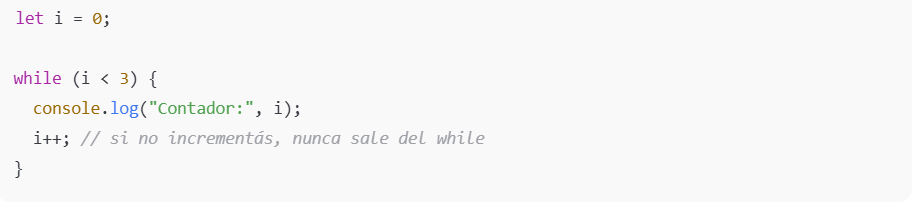 let i = 0;
while (i < 3) {
console.log("Contador:", i);
i++; // si no incrementás, nunca sale del while
}